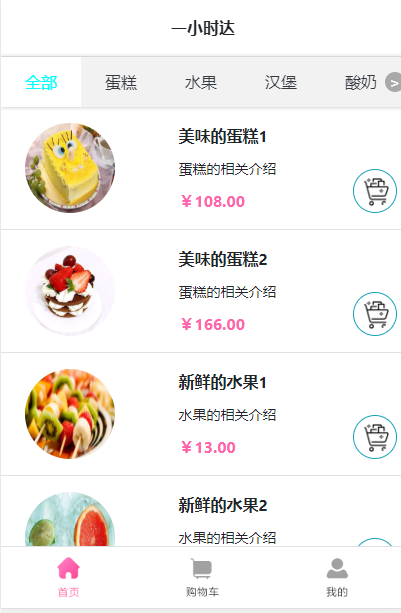 一小时达
全部 蛋糕 水果 汉堡 酸奶 >
美味的蛋糕1
蛋糕的相关介绍
￥108.00
美味的蛋糕2
蛋糕的相关介绍
￥166.00
新鲜的水果1
水果的相关介绍
￥13.00
新鲜的水果2
水果的相关介绍
首页 购物车 我的